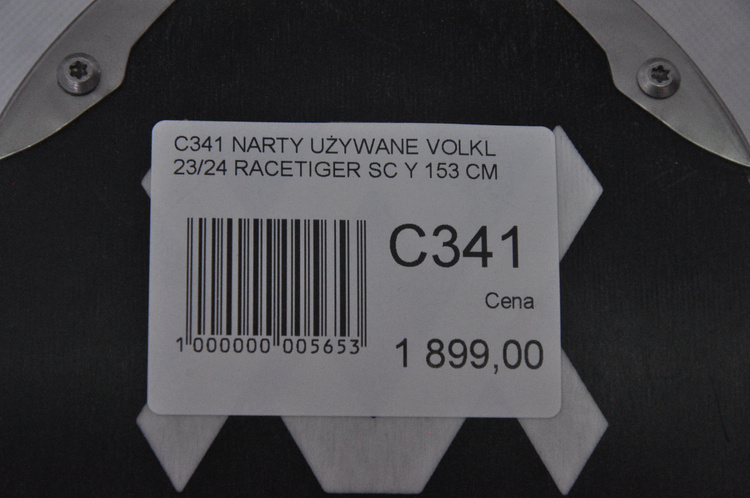 C341 NARTY UŻYWANE VOLKL
23/24 RACETIGER SC Y 153 CM
C341
Cena
1 000000 005653
1 899,00